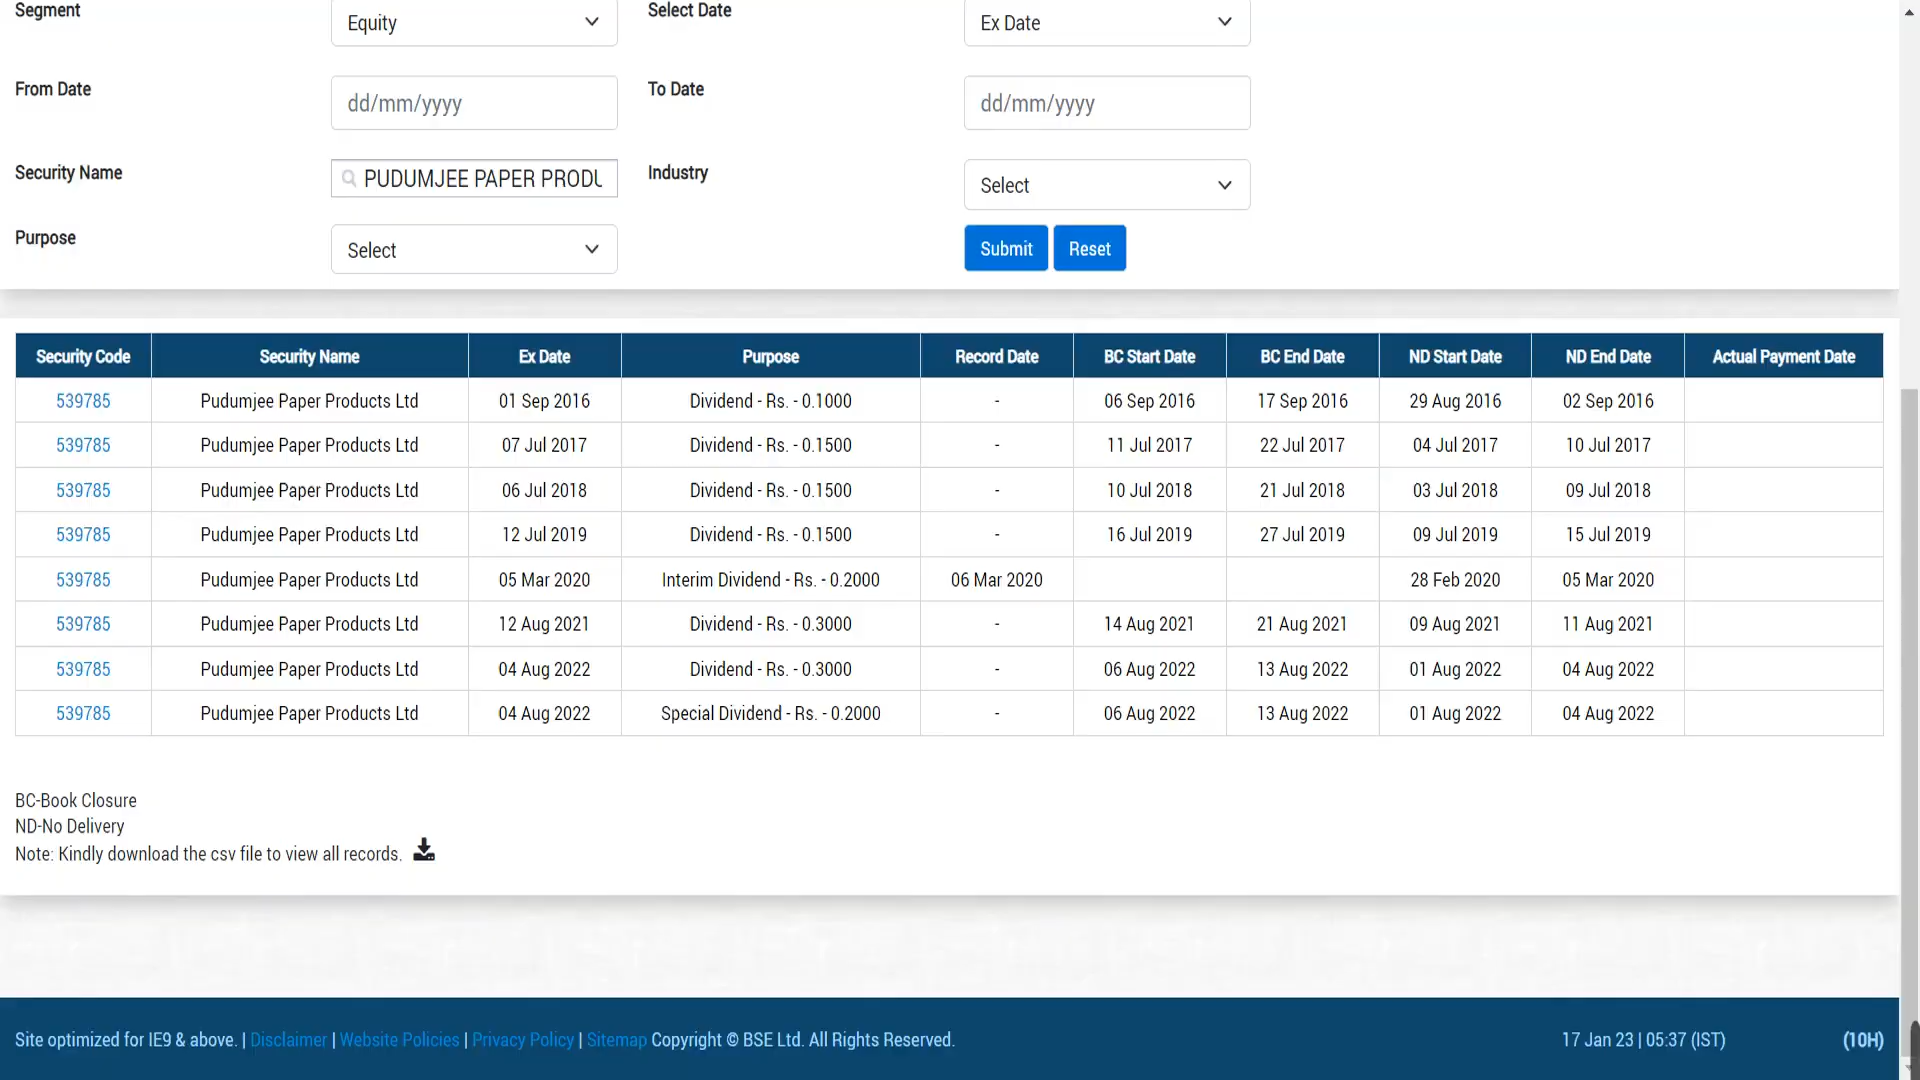 Segment Equity Select Date Ex Date
From Date dd/mm/yyyy To Date dd/mm/yyyy
Security Name PUDUMJEE PAPER PRODU Industry Select
Purpose Select Submit Reset
Security Code Security Name Ex Date Purpose Record Date BC Start Date BC End Date ND Start Date ND End Date Actual Payment Date
539785 Pudumjee Paper Products Ltd 01 Sep 2016 Dividend - Rs. - 0.1000 - 06 Sep 2016 17 Sep 2016 29 Aug 2016 02 Sep 2016
539785 Pudumjee Paper Products Ltd 07 Jul 2017 Dividend - Rs. - 0.1500 - 11 Jul 2017 22 Jul 2017 04 Jul 2017 10 Jul 2017
539785 Pudumjee Paper Products Ltd 06 Jul 2018 Dividend - Rs. - 0.1500 - 10 Jul 2018 21 Jul 2018 03 Jul 2018 09 Jul 2018
539785 Pudumjee Paper Products Ltd 12 Jul 2019 Dividend - Rs. - 0.1500 - 16 Jul 2019 27 Jul 2019 09 Jul 2019 15 Jul 2019
539785 Pudumjee Paper Products Ltd 05 Mar 2020 Interim Dividend - Rs. - 0.2000 06 Mar 2020 28 Feb 2020 05 Mar 2020
539785 Pudumjee Paper Products Ltd 12 Aug 2021 Dividend - Rs. - 0.3000 - 14 Aug 2021 21 Aug 2021 09 Aug 2021 11 Aug 2021
539785 Pudumjee Paper Products Ltd 04 Aug 2022 Dividend - Rs. - 0.3000 - 06 Aug 2022 13 Aug 2022 01 Aug 2022 04 Aug 2022
539785 Pudumjee Paper Products Ltd 04 Aug 2022 Special Dividend - Rs. - 0.2000 - 06 Aug 2022 13 Aug 2022 01 Aug 2022 04 Aug 2022
BC-Book Closure
ND-No Delivery
Note: Kindly download the csv file to view all records.
Site optimized for IE9 & above. | Disclaimer | Website Policies | Privacy Policy | Sitemap Copyright © BSE Ltd. All Rights Reserved. 17 Jan 23 | 05:37 (IST) (10H)